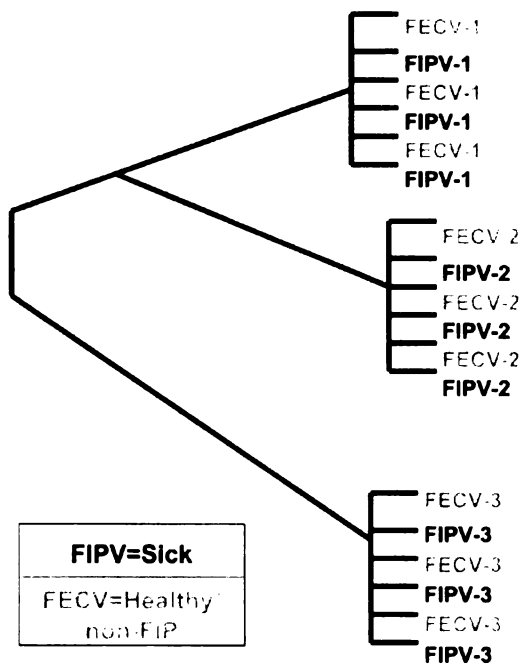 FECV-1
FIPV-1
FECV-1
FIPV-1
FECV-1
FIPV-1
FECV-2
FIPV-2
FECV-2
FIPV-2
FECV-2
FIPV-2
FECV-3
FIPV-3
FECV-3
FIPV-3
FECV-3
FIPV-3
FIPV=Sick
FECV=Healthy
non-FIP